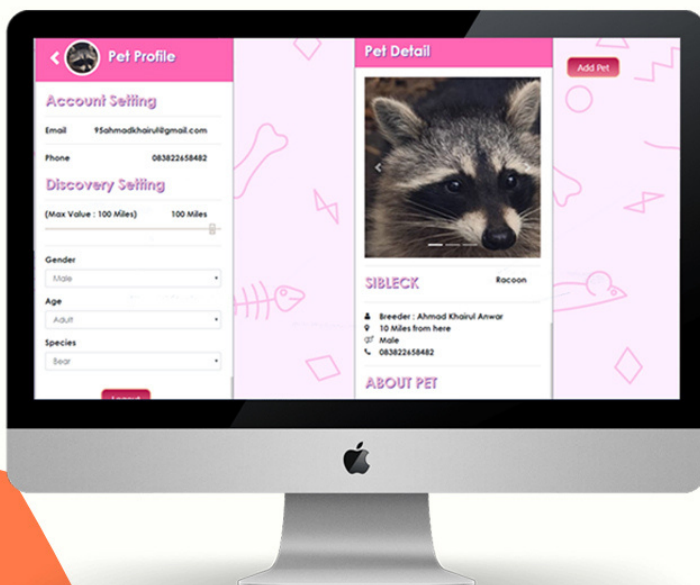 Pet Profile
Account Setting
Email 95ahmadkhairul@gmail.com
Phone 083822658482
Discovery Setting
(Max Value : 100 Miles) 100 Miles
Gender
Male
Age
Adult
Species
Bear
Logout
Pet Detail
SIBLECK Racoon
Breeder : Ahmad Khairul Anwar
10 Miles from here
Male
083822658482
ABOUT PET
Add Pet